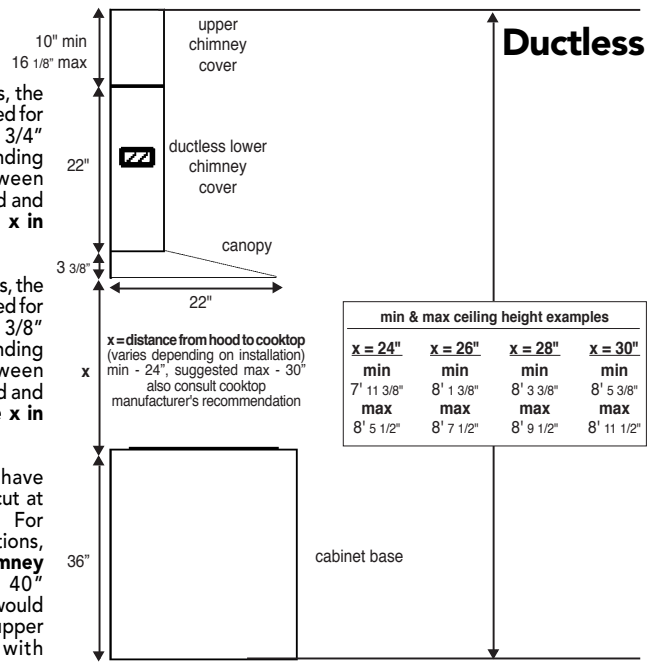 Ductless
10" min
16 1/8" max
upper
chimney
cover
s, the
ed for
3/4"
nding
ween
d and
x in
22"
ductless lower
chimney
cover
canopy
3 3/8"
22"
s, the
ed for
3/8"
nding
ween
d and
x in
x
x = distance from hood to cooktop
(varies depending on installation)
min - 24", suggested max - 30"
also consult cooktop
manufacturer's recommendation
min & max ceiling height examples
x = 24" x = 26" x = 28" x = 30"
min min min min
7' 11 3/8" 8' 1 3/8" 8' 3 3/8" 8' 5 3/8"
max max max max
8' 5 1/2" 8' 7 1/2" 8' 9 1/2" 8' 11 1/2"
have
cut at
For
tions,
mney
40"
would
upper
with
36"
cabinet base